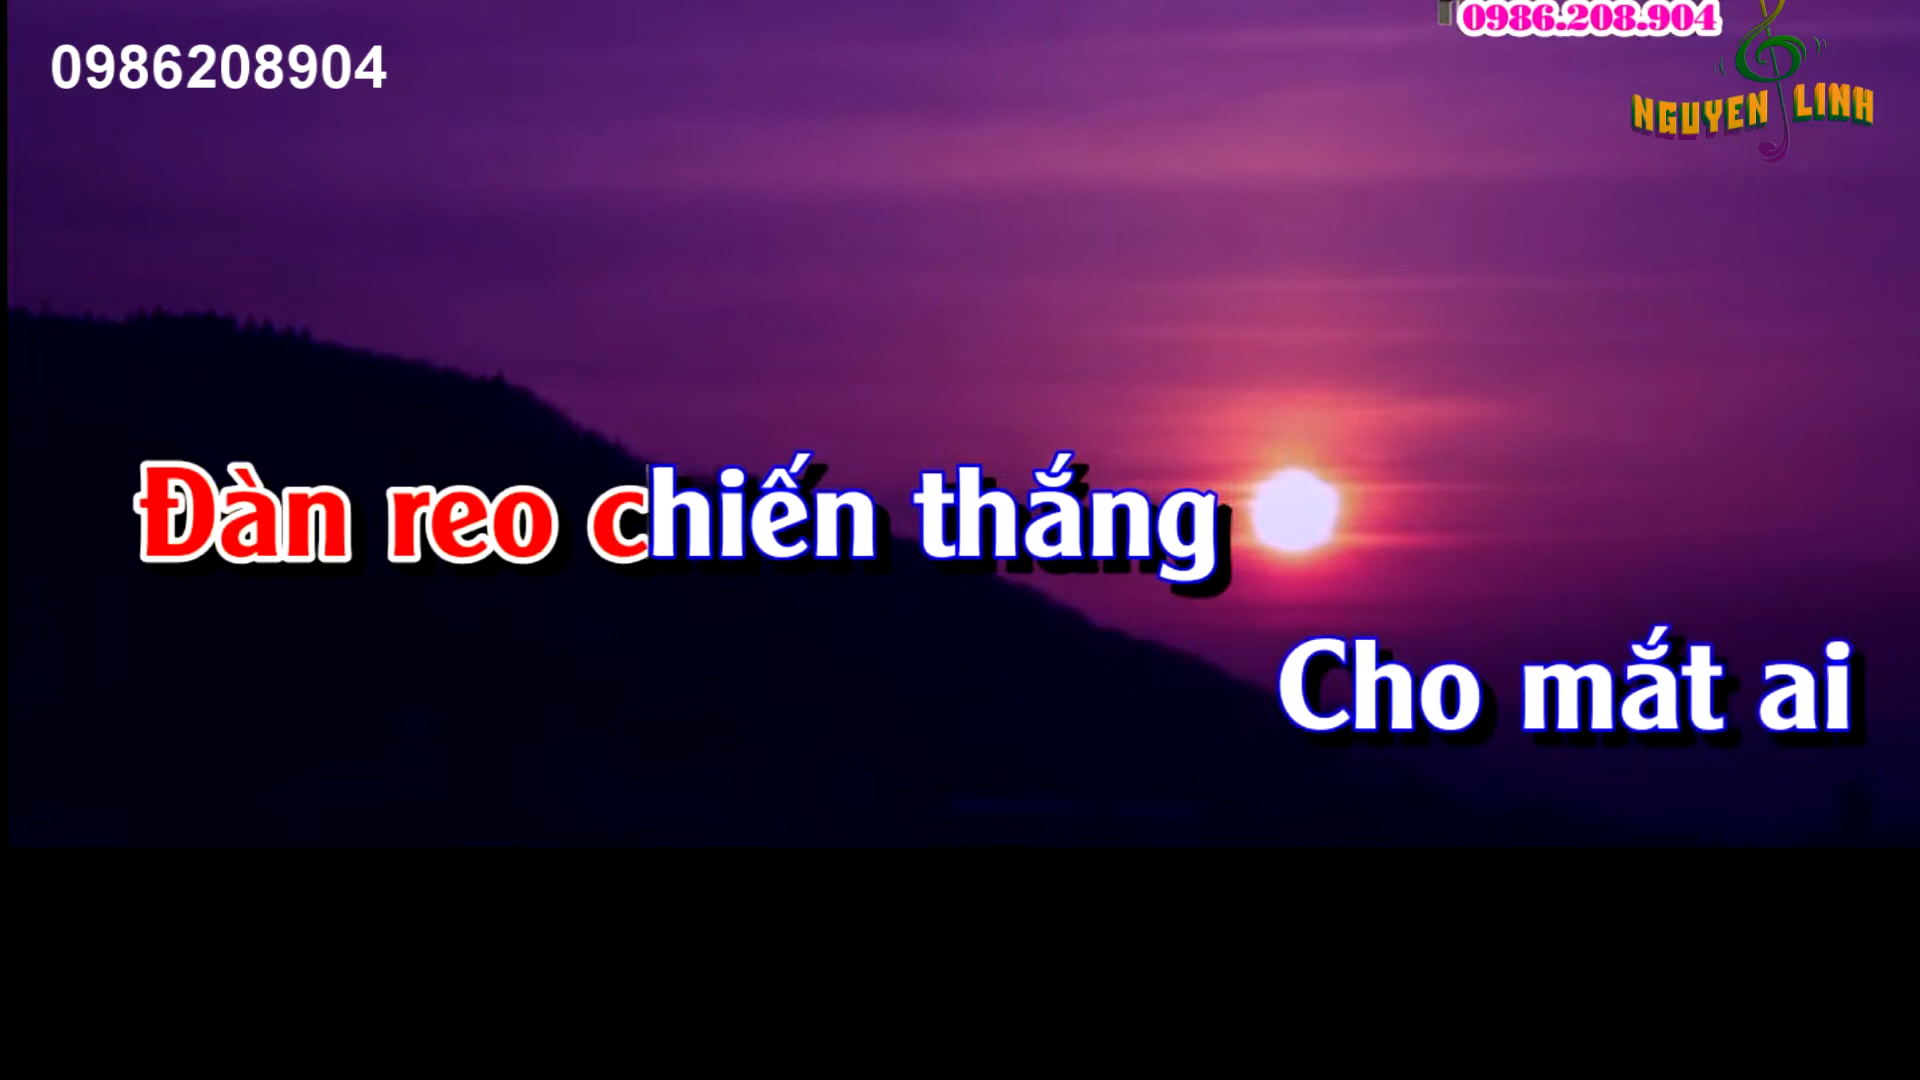 0986.208.904
0986208904
NGUYEN LINH
Đàn reo chiến thắng
Cho mắt ai